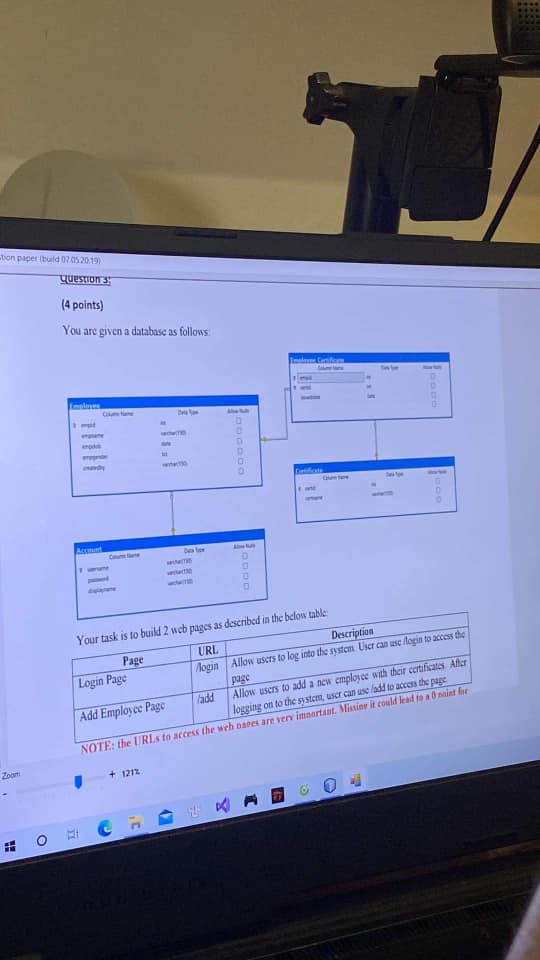 stion paper (build 07.05.20.19)
Question 3:
(4 points)
You are given a database as follows:
Employee Certificate
Column Name Data Type Allow Nulls
empid int
certid int
date
Employee
Column Name Data Type Allow Nulls
empid int
empname varchar(150)
empdob date
empgender bit
createdby varchar(150)
Certificate
Column Name Data Type Allow Nulls
certid int
certname varchar(150)
Account
Column Name Data Type Allow Nulls
username varchar(150)
password varchar(150)
displayname varchar(150)
Your task is to build 2 web pages as described in the below table:
Page URL Description
Login Page /login Allow users to log into the system. User can use /login to access the page
Add Employee Page /add Allow users to add a new employee with their certificates. After logging on to the system, user can use /add to access the page.
NOTE: the URLs to access the web pages are very important. Missing it could lead to a 0 point for
Zoom
- + 121%